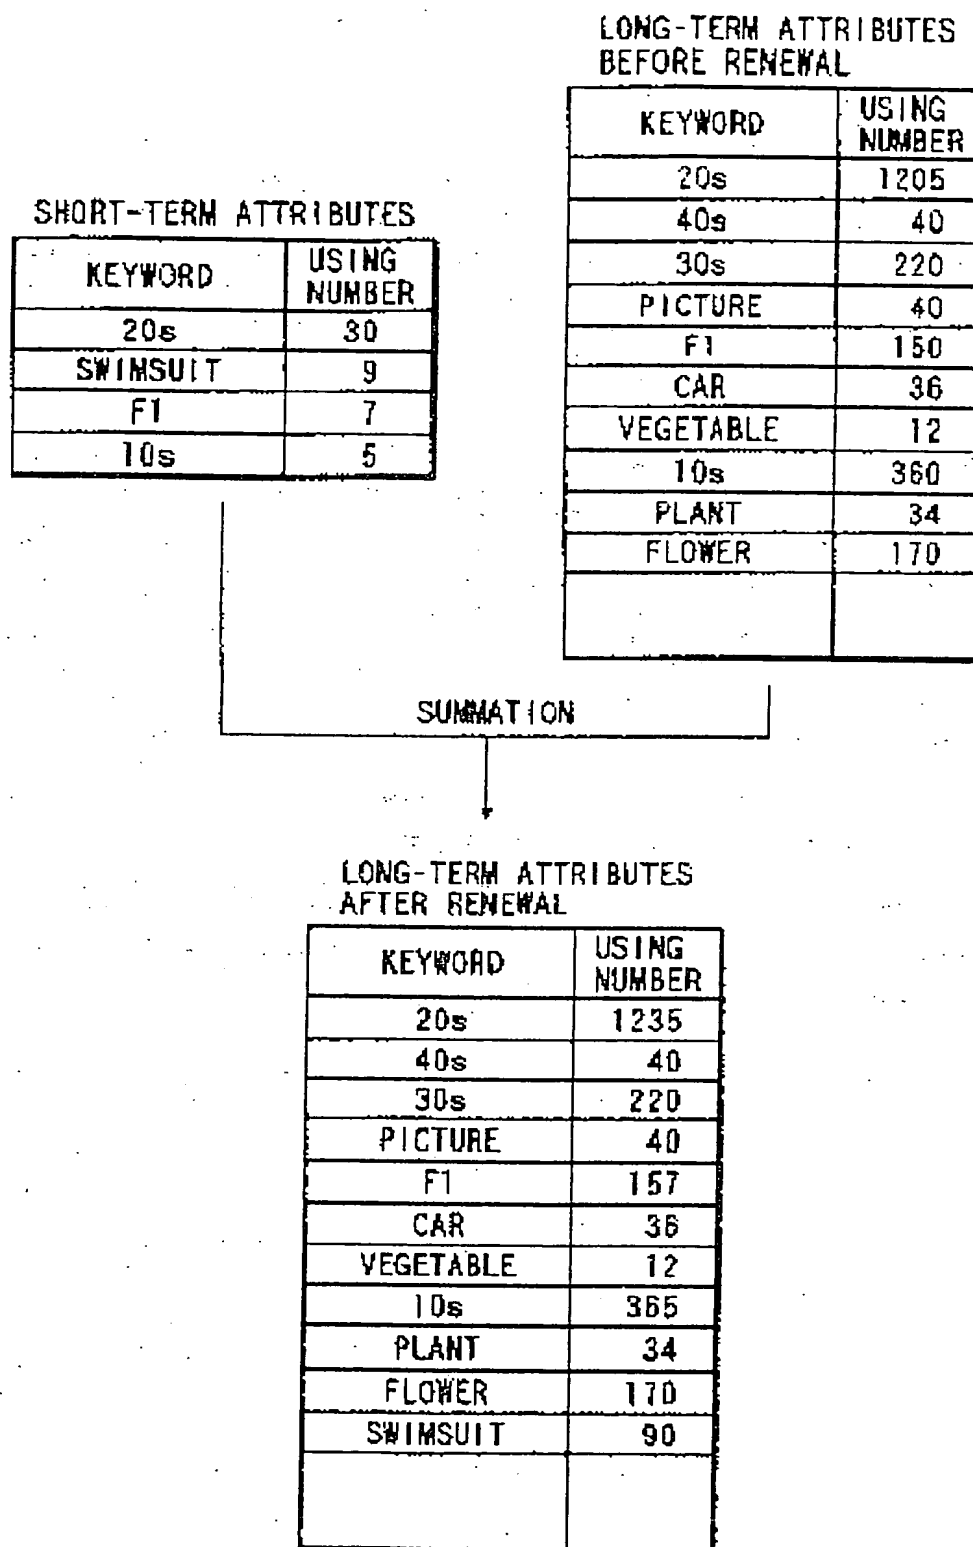 LONG-TERM ATTRIBUTES
BEFORE RENEWAL
KEYWORD USING NUMBER
20s 1205
40s 40
30s 220
PICTURE 40
F1 150
CAR 36
VEGETABLE 12
10s 360
PLANT 34
FLOWER 170
SHORT-TERM ATTRIBUTES
KEYWORD USING NUMBER
20s 30
SWIMSUIT 9
F1 7
10s 5
SUMMATION
LONG-TERM ATTRIBUTES
AFTER RENEWAL
KEYWORD USING NUMBER
20s 1235
40s 40
30s 220
PICTURE 40
F1 157
CAR 36
VEGETABLE 12
10s 365
PLANT 34
FLOWER 170
SWIMSUIT 90